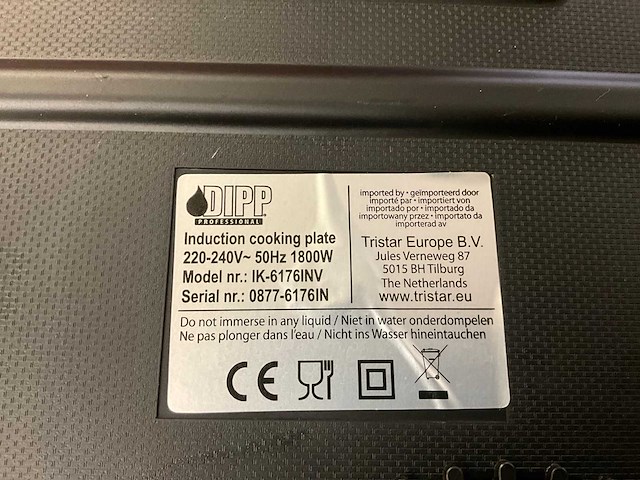 DIPP
PROFESSIONAL
Induction cooking plate
220-240V~ 50Hz 1800W
Model nr.: IK-6176INV
Serial nr.: 0877-6176IN
imported by • geïmporteerd door
importé par • importiert von
importado por • importado da
importowany przez • importato da
importerad av
Tristar Europe B.V.
Jules Verneweg 87
5015 BH Tilburg
The Netherlands
www.tristar.eu
Do not immerse in any liquid / Niet in water onderdompelen
Ne pas plonger dans l'eau / Nicht ins Wasser hineintauchen
CE